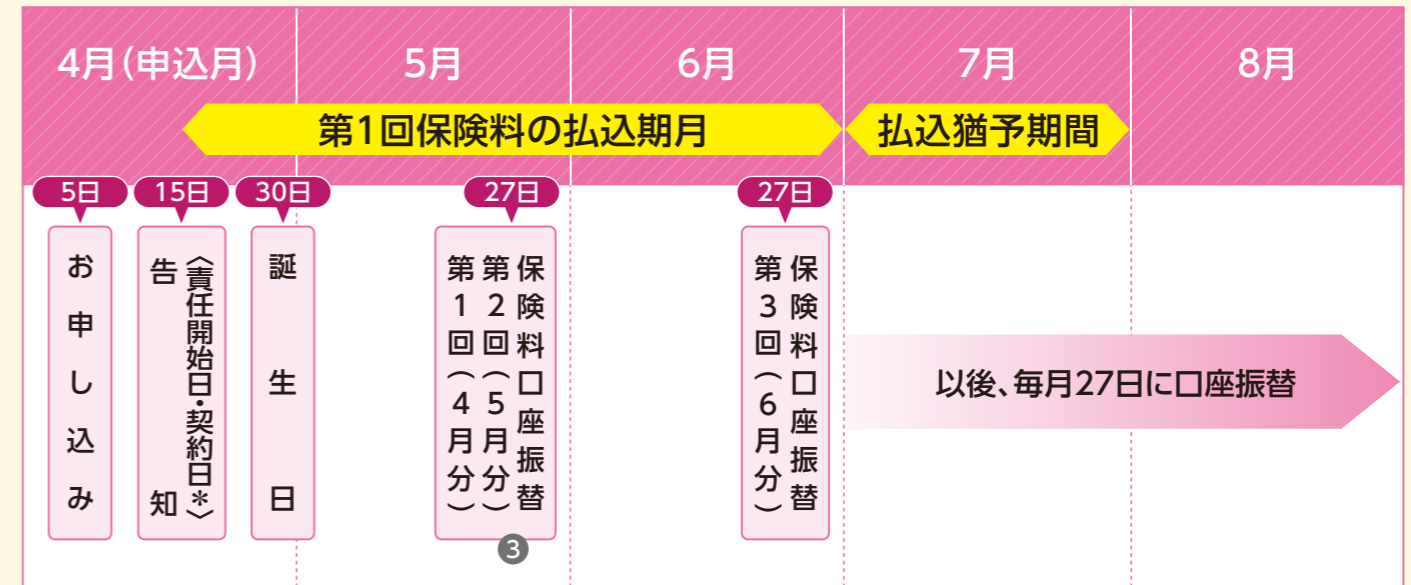 4月(申込月)
5月
6月
7月
8月
第1回保険料の払込期月
払込猶予期間
5日
お申し込み
15日
告知
〈責任開始日・契約日*〉
30日
誕生日
27日
保険料口座振替
第2回(5月分)
第1回(4月分)
3
27日
保険料口座振替
第3回(6月分)
以後、毎月27日に口座振替